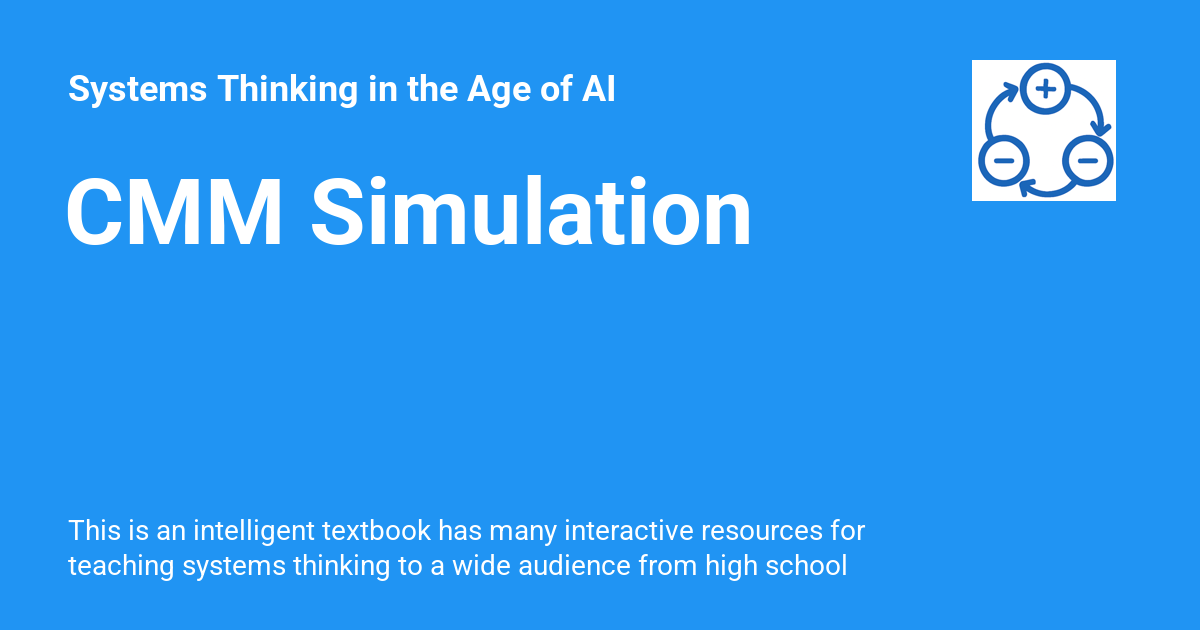 Systems Thinking in the Age of AI
CMM Simulation
This is an intelligent textbook has many interactive resources for
teaching systems thinking to a wide audience from high school